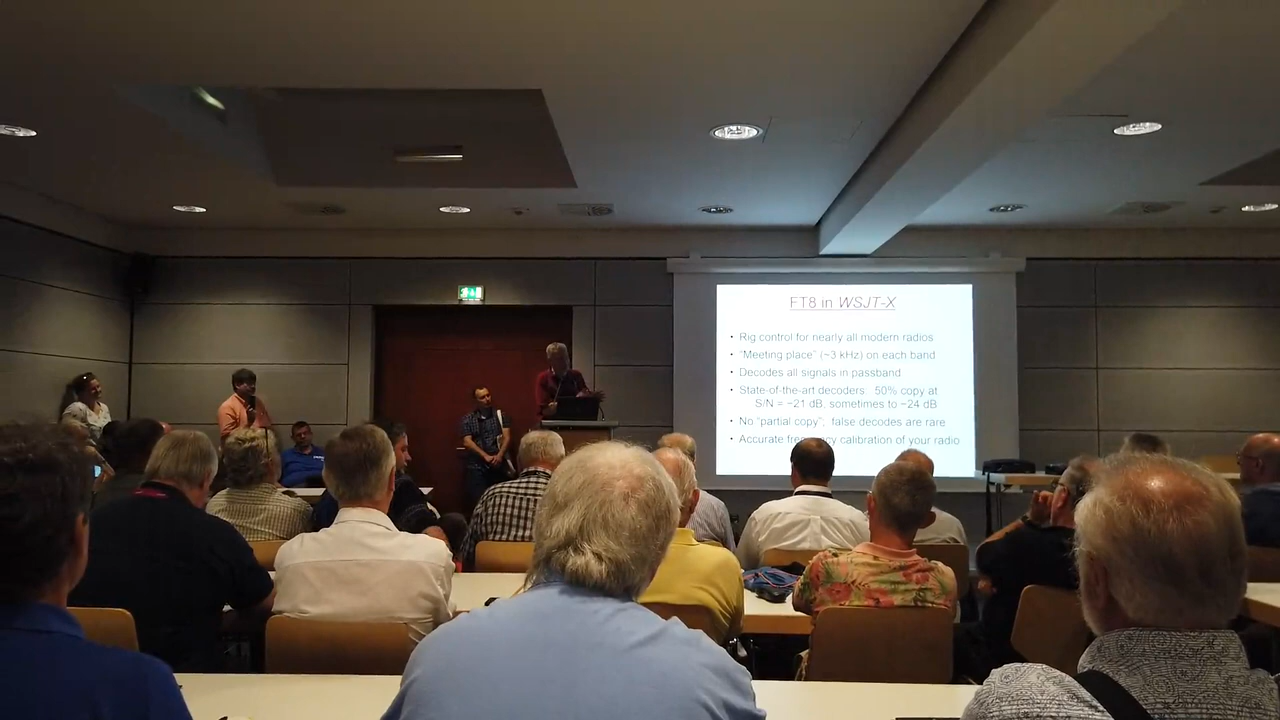 FT8 in WSJT-X
• Rig control for nearly all modern radios
• "Meeting place" (~3 kHz) on each band
• Decodes all signals in passband
• State-of-the-art decoders: 50% copy at
S/N = −21 dB, sometimes to −24 dB
• No "partial copy"; false decodes are rare
• Accurate frequency calibration of your radio